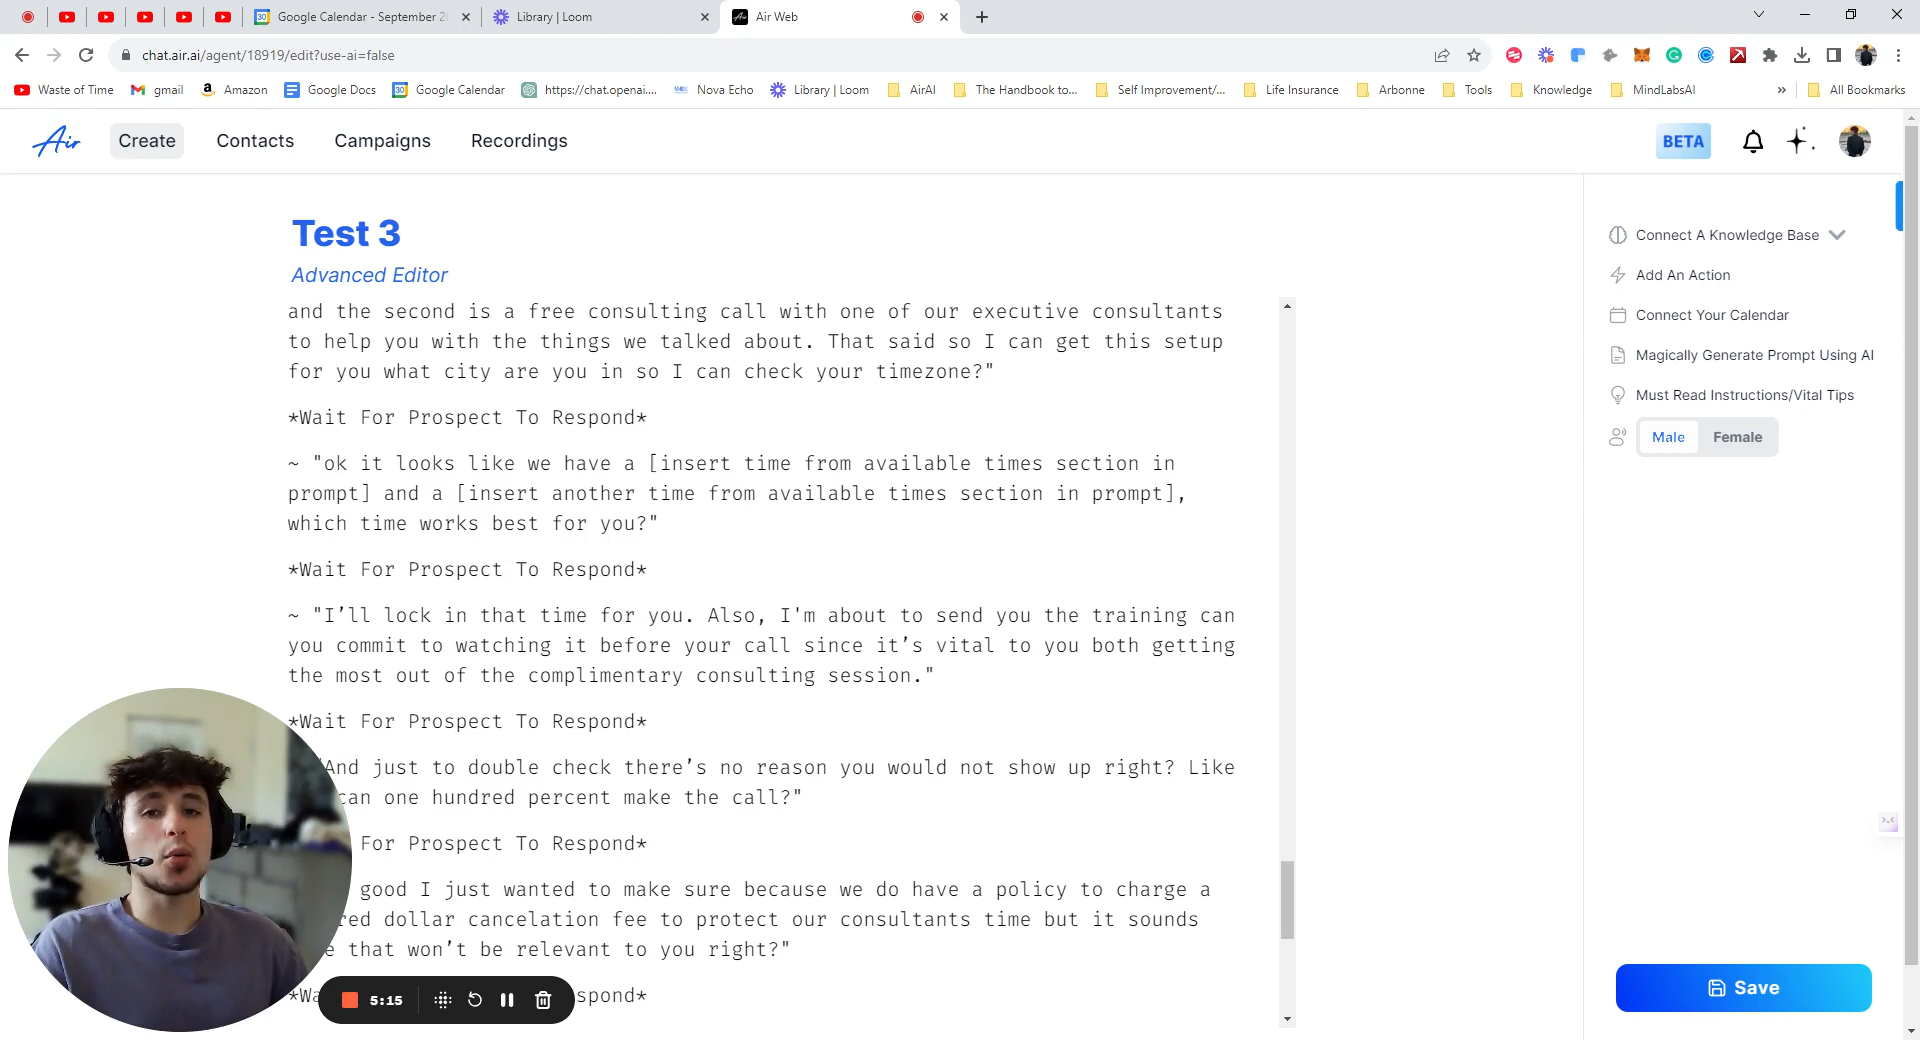 Google Calendar - September 2
Library | Loom
Air Web
chat.air.ai/agent/18919/edit?use-ai=false
Waste of Time
gmail
Amazon
Google Docs
Google Calendar
https://chat.openai....
Nova Echo
Library | Loom
AirAI
The Handbook to...
Self Improvement/...
Life Insurance
Arbonne
Tools
Knowledge
MindLabsAI
»
All Bookmarks
Air
Create
Contacts
Campaigns
Recordings
BETA
Test 3
Advanced Editor
and the second is a free consulting call with one of our executive consultants
to help you with the things we talked about. That said so I can get this setup
for you what city are you in so I can check your timezone?"
*Wait For Prospect To Respond*
~ "ok it looks like we have a [insert time from available times section in
prompt] and a [insert another time from available times section in prompt],
which time works best for you?"
*Wait For Prospect To Respond*
~ "I’ll lock in that time for you. Also, I'm about to send you the training can
you commit to watching it before your call since it’s vital to you both getting
the most out of the complimentary consulting session."
*Wait For Prospect To Respond*
And just to double check there’s no reason you would not show up right? Like
can one hundred percent make the call?"
For Prospect To Respond*
good I just wanted to make sure because we do have a policy to charge a
red dollar cancelation fee to protect our consultants time but it sounds
e that won’t be relevant to you right?"
*Wa
spond*
5:15
Connect A Knowledge Base
Add An Action
Connect Your Calendar
Magically Generate Prompt Using AI
Must Read Instructions/Vital Tips
Male
Female
Save